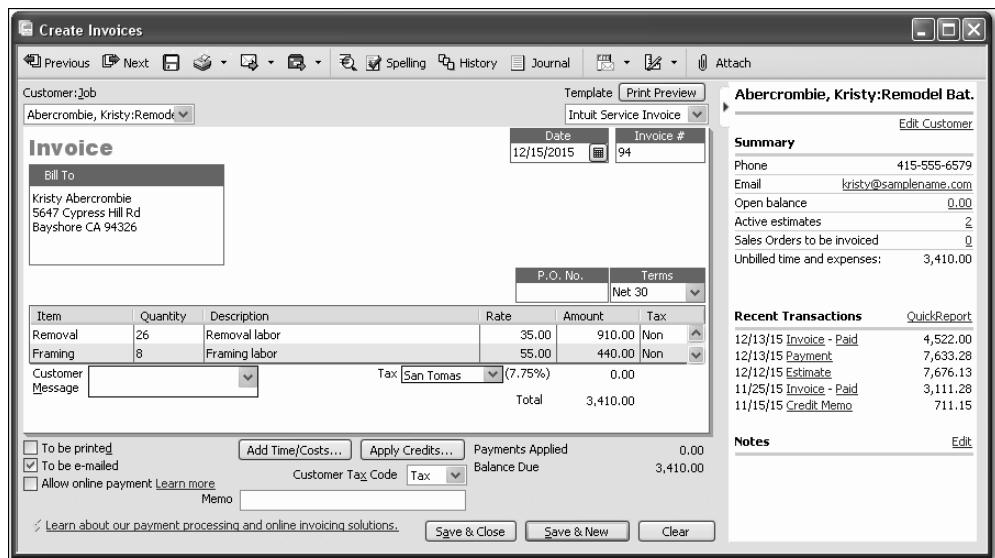 Create Invoices
Previous Next Spelling History Journal Attach
Customer:Job
Abercrombie, Kristy:Remode
Template Print Preview
Intuit Service Invoice
Invoice
Date Invoice #
12/15/2015 94
Bill To
Kristy Abercrombie
5647 Cypress Hill Rd
Bayshore CA 94326
P.O. No. Terms
Net 30
Item Quantity Description Rate Amount Tax
Removal 26 Removal labor 35.00 910.00 Non
Framing 8 Framing labor 55.00 440.00 Non
Customer Message
Tax San Tomas (7.75%) 0.00
Total 3,410.00
To be printed
To be e-mailed
Allow online payment Learn more
Add Time/Costs... Apply Credits...
Payments Applied 0.00
Customer Tax Code Tax
Balance Due 3,410.00
Memo
Learn about our payment processing and online invoicing solutions.
Save & Close Save & New Clear
Abercrombie, Kristy:Remodel Bat.
Edit Customer
Summary
Phone 415-555-6579
Email kristy@samplename.com
Open balance 0.00
Active estimates 2
Sales Orders to be invoiced 0
Unbilled time and expenses: 3,410.00
Recent Transactions QuickReport
12/13/15 Invoice - Paid 4,522.00
12/13/15 Payment 7,633.28
12/12/15 Estimate 7,676.13
11/25/15 Invoice - Paid 3,111.28
11/15/15 Credit Memo 711.15
Notes Edit